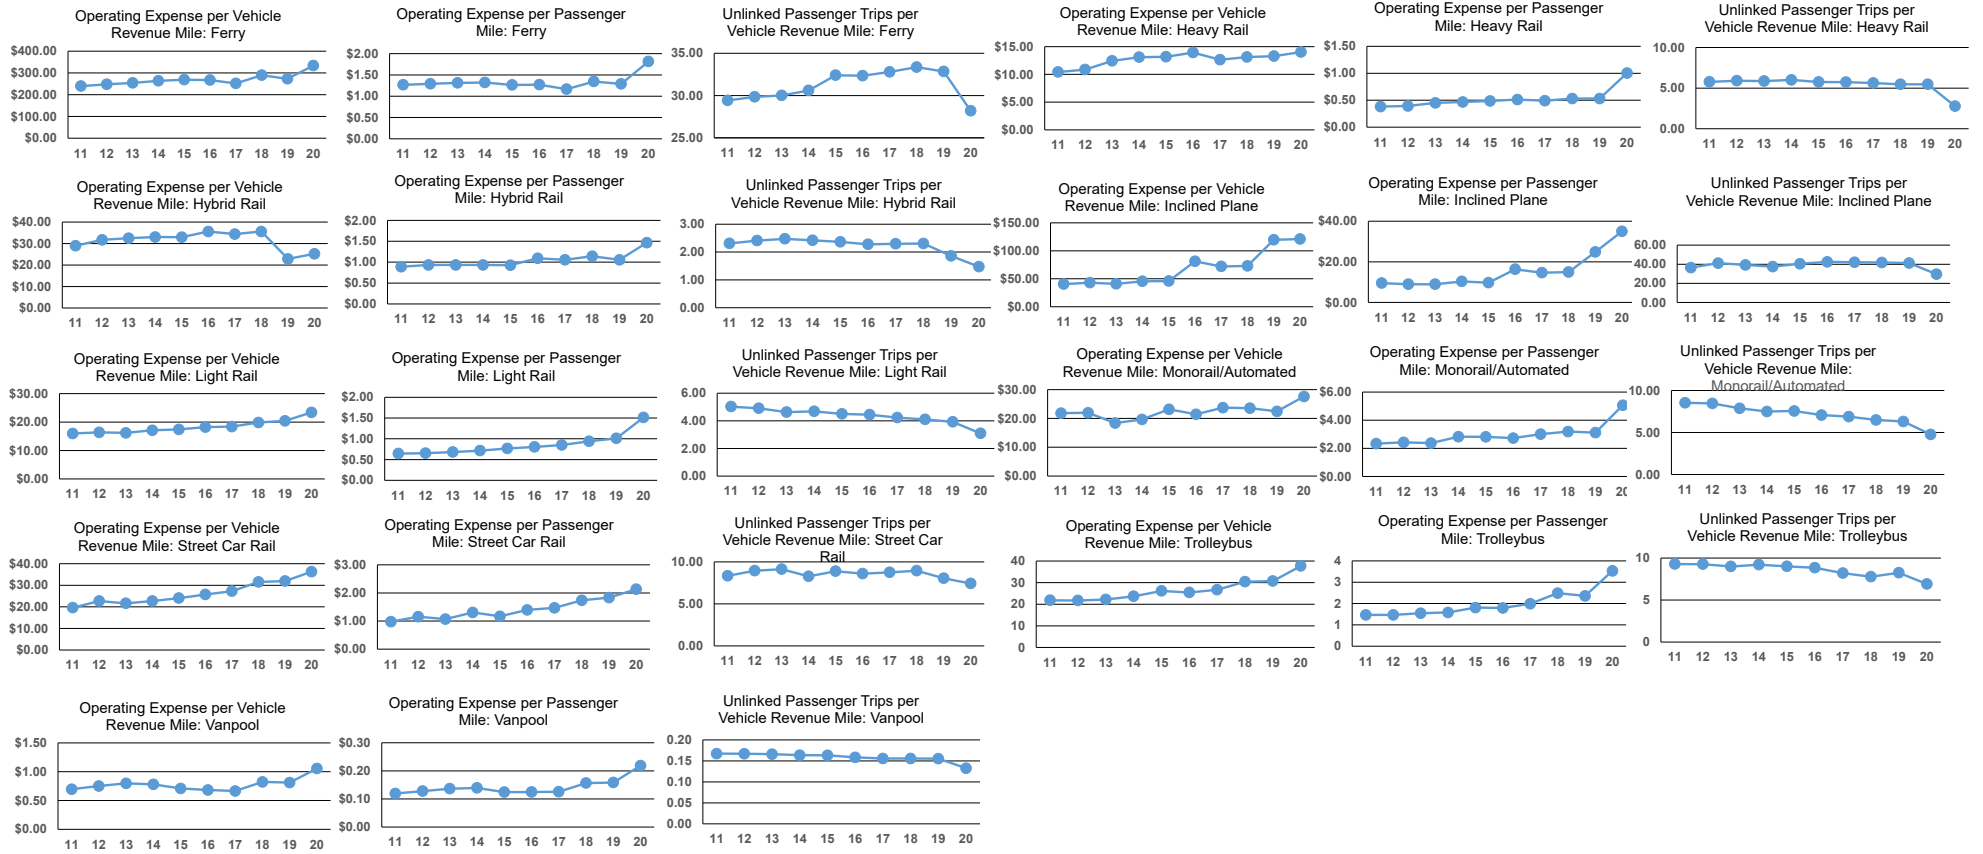 Operating Expense per Vehicle
Revenue Mile: Ferry
$400.00
$300.00
$200.00
$100.00
$0.00
11 12 13 14 15 16 17 18 19 20
Operating Expense per Passenger
Mile: Ferry
$2.00
$1.50
$1.00
$0.50
$0.00
11 12 13 14 15 16 17 18 19 20
Unlinked Passenger Trips per
Vehicle Revenue Mile: Ferry
35.00
30.00
25.00
11 12 13 14 15 16 17 18 19 20
Operating Expense per Vehicle
Revenue Mile: Heavy Rail
$15.00
$10.00
$5.00
$0.00
11 12 13 14 15 16 17 18 19 20
Operating Expense per Passenger
Mile: Heavy Rail
$1.50
$1.00
$0.50
$0.00
11 12 13 14 15 16 17 18 19 20
Unlinked Passenger Trips per
Vehicle Revenue Mile: Heavy Rail
10.00
5.00
0.00
11 12 13 14 15 16 17 18 19 20
Operating Expense per Vehicle
Revenue Mile: Hybrid Rail
$40.00
$30.00
$20.00
$10.00
$0.00
11 12 13 14 15 16 17 18 19 20
Operating Expense per Passenger
Mile: Hybrid Rail
$2.00
$1.50
$1.00
$0.50
$0.00
11 12 13 14 15 16 17 18 19 20
Unlinked Passenger Trips per
Vehicle Revenue Mile: Hybrid Rail
3.00
2.00
1.00
0.00
11 12 13 14 15 16 17 18 19 20
Operating Expense per Vehicle
Revenue Mile: Inclined Plane
$150.00
$100.00
$50.00
$0.00
11 12 13 14 15 16 17 18 19 20
Operating Expense per Passenger
Mile: Inclined Plane
$40.00
$20.00
$0.00
11 12 13 14 15 16 17 18 19 20
Unlinked Passenger Trips per
Vehicle Revenue Mile: Inclined Plane
60.00
40.00
20.00
0.00
11 12 13 14 15 16 17 18 19 20
Operating Expense per Vehicle
Revenue Mile: Light Rail
$30.00
$20.00
$10.00
$0.00
11 12 13 14 15 16 17 18 19 20
Operating Expense per Passenger
Mile: Light Rail
$2.00
$1.50
$1.00
$0.50
$0.00
11 12 13 14 15 16 17 18 19 20
Unlinked Passenger Trips per
Vehicle Revenue Mile: Light Rail
6.00
4.00
2.00
0.00
11 12 13 14 15 16 17 18 19 20
Operating Expense per Vehicle
Revenue Mile: Monorail/Automated
$30.00
$20.00
$10.00
$0.00
11 12 13 14 15 16 17 18 19 20
Operating Expense per Passenger
Mile: Monorail/Automated
$6.00
$4.00
$2.00
$0.00
11 12 13 14 15 16 17 18 19 20
Unlinked Passenger Trips per
Vehicle Revenue Mile:
Monorail/Automated
10.00
5.00
0.00
11 12 13 14 15 16 17 18 19 20
Operating Expense per Vehicle
Revenue Mile: Street Car Rail
$40.00
$30.00
$20.00
$10.00
$0.00
11 12 13 14 15 16 17 18 19 20
Operating Expense per Passenger
Mile: Street Car Rail
$3.00
$2.00
$1.00
$0.00
11 12 13 14 15 16 17 18 19 20
Unlinked Passenger Trips per
Vehicle Revenue Mile: Street Car
Rail
10.00
5.00
0.00
11 12 13 14 15 16 17 18 19 20
Operating Expense per Vehicle
Revenue Mile: Trolleybus
40
30
20
10
0
11 12 13 14 15 16 17 18 19 20
Operating Expense per Passenger
Mile: Trolleybus
4
3
2
1
0
11 12 13 14 15 16 17 18 19 20
Unlinked Passenger Trips per
Vehicle Revenue Mile: Trolleybus
10
5
0
11 12 13 14 15 16 17 18 19 20
Operating Expense per Vehicle
Revenue Mile: Vanpool
$1.50
$1.00
$0.50
$0.00
11 12 13 14 15 16 17 18 19 20
Operating Expense per Passenger
Mile: Vanpool
$0.30
$0.20
$0.10
$0.00
11 12 13 14 15 16 17 18 19 20
Unlinked Passenger Trips per
Vehicle Revenue Mile: Vanpool
0.20
0.15
0.10
0.05
0.00
11 12 13 14 15 16 17 18 19 20